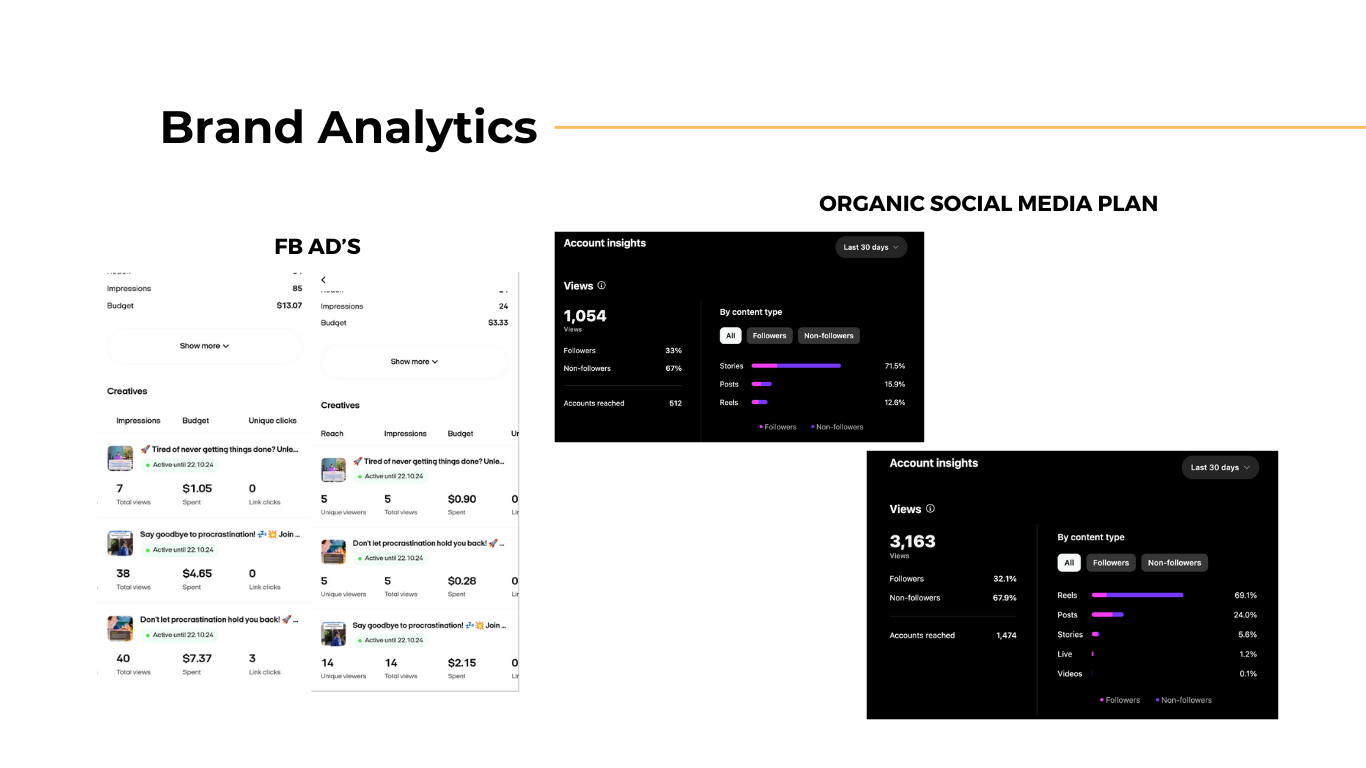 Brand Analytics
FB AD'S
Impressions 85
Budget $13.07
Show more
Creatives
Impressions Budget Unique clicks
🚀 Tired of never getting things done? Unle...
Active until 22.10.24
7 $1.05 0
Total views Spent Link clicks
Say goodbye to procrastination! 💤💥 Join ...
Active until 22.10.24
38 $4.65 0
Total views Spent Link clicks
Don't let procrastination hold you back! 🚀 ...
Active until 22.10.24
40 $7.37 3
Total views Spent Link clicks
Impressions 24
Budget $3.33
Show more
Creatives
Reach Impressions Budget Ur
🚀 Tired of never getting things done? Unle...
Active until 22.10.24
5 5 $0.90 0
Unique viewers Total views Spent
Don't let procrastination hold you back! 🚀 ...
Active until 22.10.24
5 5 $0.28 0
Unique viewers Total views Spent
Say goodbye to procrastination! 💤💥 Join ...
Active until 22.10.24
14 14 $2.15 0
Unique viewers Total views Spent
ORGANIC SOCIAL MEDIA PLAN
Account insights Last 30 days
Views
1,054
Views
Followers 33%
Non-followers 67%
Accounts reached 512
By content type
All Followers Non-followers
Stories 71.5%
Posts 15.9%
Reels 12.6%
Followers Non-followers
Account insights Last 30 days
Views
3,163
Views
Followers 32.1%
Non-followers 67.9%
Accounts reached 1,474
By content type
All Followers Non-followers
Reels 69.1%
Posts 24.0%
Stories 5.6%
Live 1.2%
Videos 0.1%
Followers Non-followers